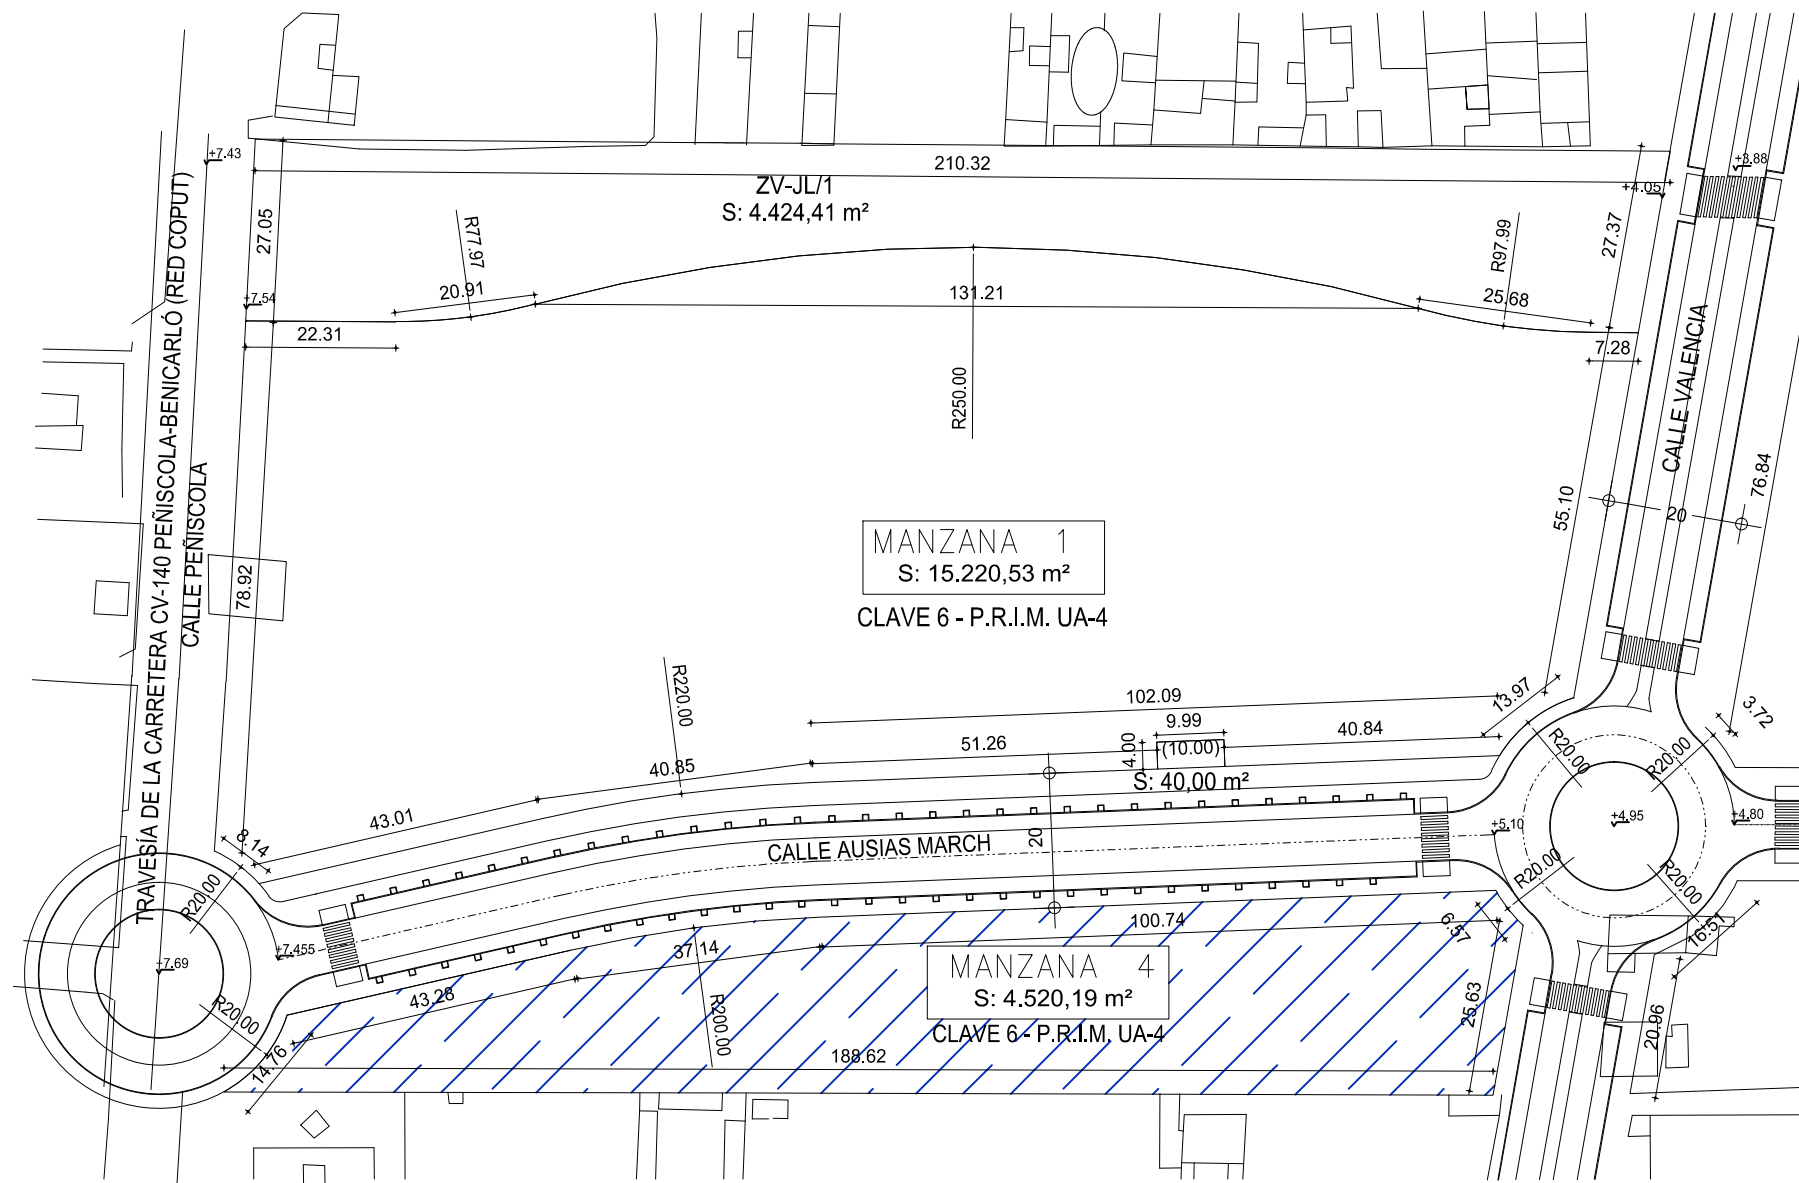 +7.43
210.32
+3.88
ZV-JL/1
S: 4.424,41 m²
+4.05
27.05
R77.97
R97.99
27.37
+7.54
20.91
131.21
25.68
22.31
7.28
R250.00
TRAVESÍA DE LA CARRETERA CV-140 PEÑISCOLA-BENICARLÓ (RED COPUT)
CALLE PEÑISCOLA
CALLE VALENCIA
76.84
55.10
20
MANZANA 1
S: 15.220,53 m²
CLAVE 6 - P.R.I.M. UA-4
78.92
R220.00
102.09
13.97
3.72
9.99
51.26
40.84
4.00
(10.00)
R20.00
R20.00
40.85
S: 40,00 m²
43.01
8.14
CALLE AUSIAS MARCH
20
+5.10
+4.95
+4.80
R20.00
R20.00
R20.00
100.74
6.57
16.51
+7.455
37.14
+7.69
MANZANA 4
S: 4.520,19 m²
CLAVE 6 - P.R.I.M. UA-4
43.28
R20.00
R200.00
25.63
20.96
14.76
188.62